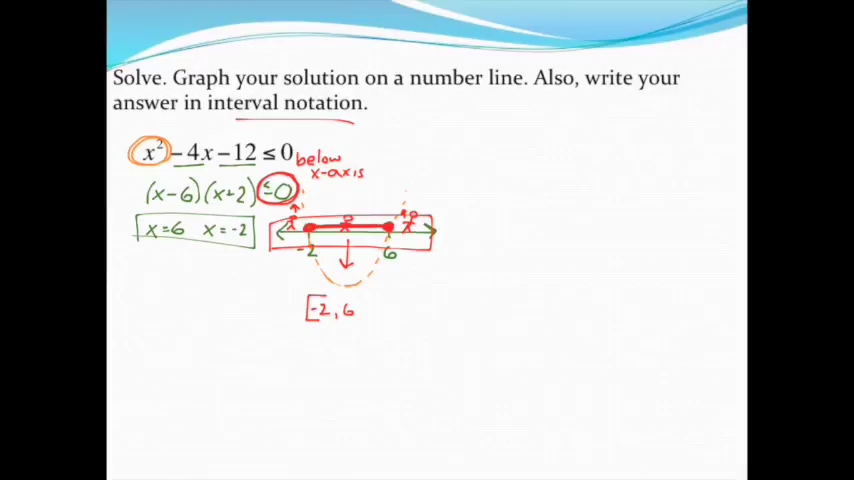 Solve. Graph your solution on a number line. Also, write your
answer in interval notation.
x² – 4x – 12 ≤ 0
below
x-axis
(x-6)(x+2) ≤ 0
x=6 x=-2
-2 6
[-2, 6